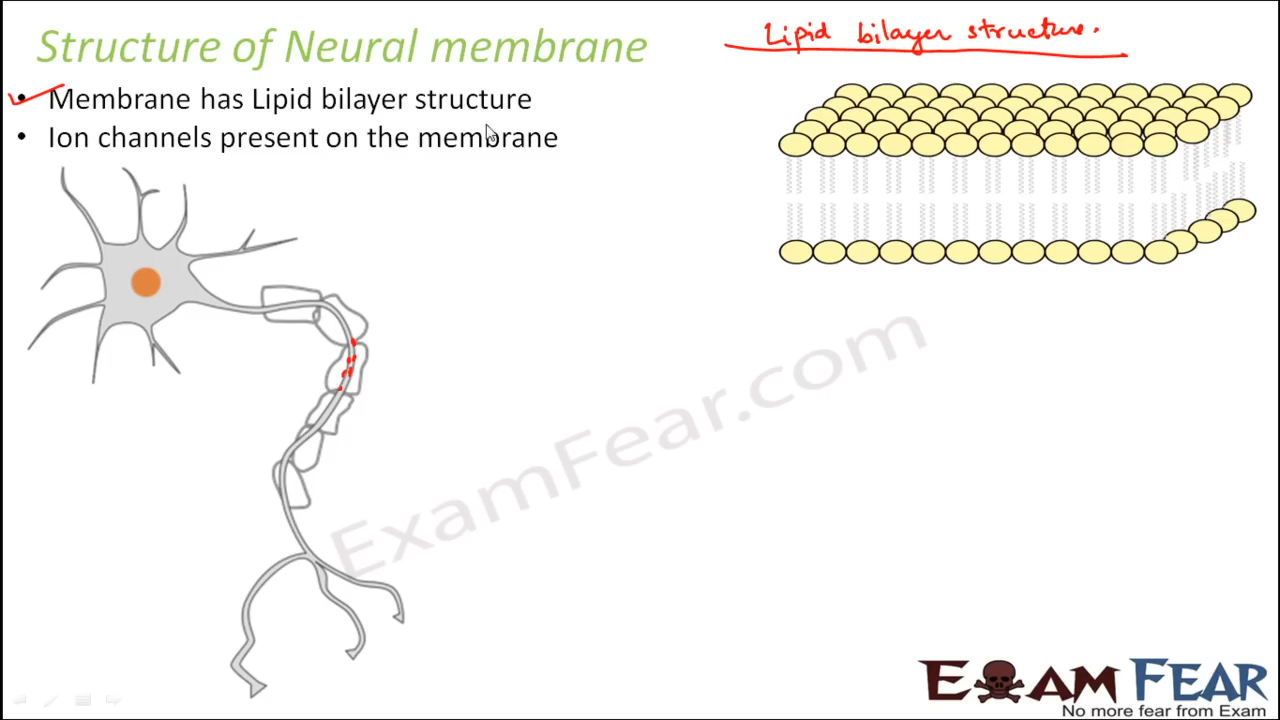 Structure of Neural membrane
Lipid bilayer structure.
• Membrane has Lipid bilayer structure
• Ion channels present on the membrane
ExamFear.com
EXAM FEAR
No more fear from Exam